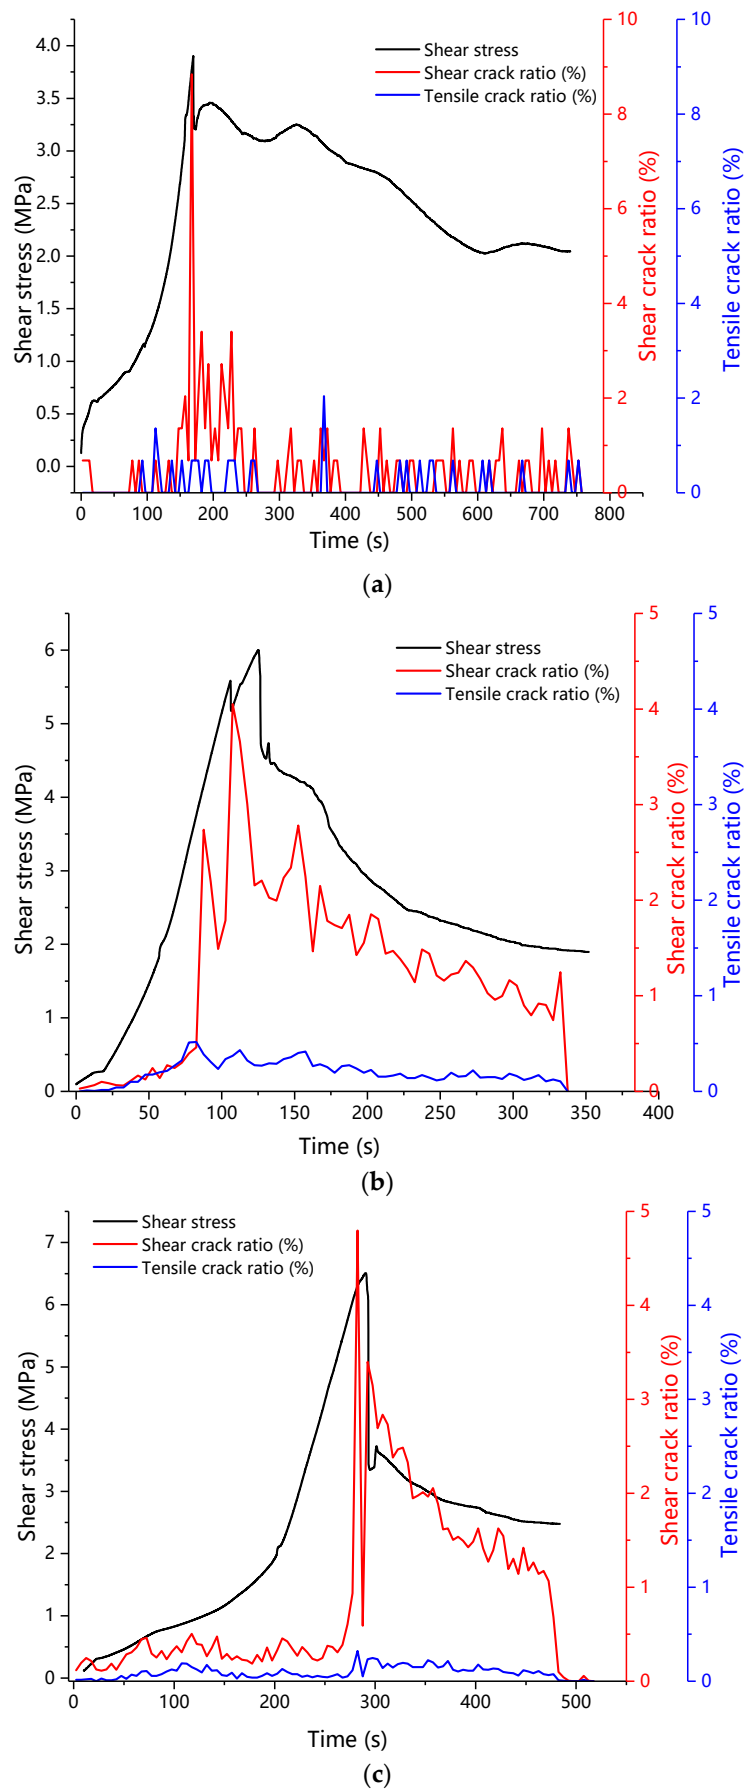 Shear stress
Shear crack ratio (%)
Tensile crack ratio (%)
Shear stress (MPa)
4.0
3.5
3.0
2.5
2.0
1.5
1.0
0.5
0.0
0 100 200 300 400 500 600 700 800
Time (s)
10
8
6
4
2
0
Shear crack ratio (%)
10
8
6
4
2
0
Tensile crack ratio (%)
(a)
Shear stress
Shear crack ratio (%)
Tensile crack ratio (%)
Shear stress (MPa)
6
5
4
3
2
1
0
0 50 100 150 200 250 300 350 400
Time (s)
5
4
3
2
1
0
Shear crack ratio (%)
5
4
3
2
1
0
Tensile crack ratio (%)
(b)
Shear stress
Shear crack ratio (%)
Tensile crack ratio (%)
Shear stress (MPa)
7
6
5
4
3
2
1
0
0 100 200 300 400 500
Time (s)
5
4
3
2
1
0
Shear crack ratio (%)
5
4
3
2
1
0
Tensile crack ratio (%)
(c)